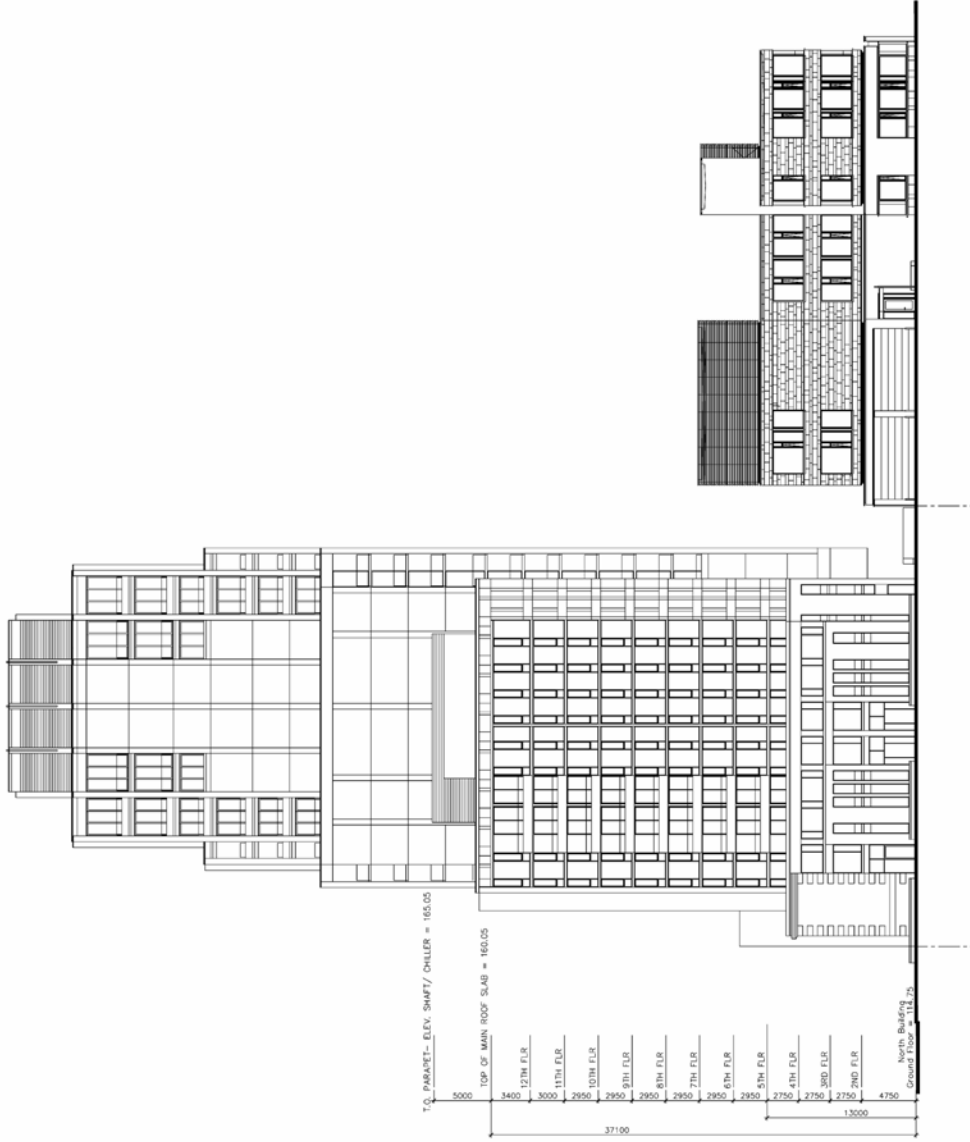 T.O. PARAPET- ELEV. SHAFT/ CHILLER = 165.05
5000
TOP OF MAIN ROOF SLAB = 160.05
3400
12TH FLR
3000
11TH FLR
2950
10TH FLR
2950
9TH FLR
2950
8TH FLR
2950
7TH FLR
2950
6TH FLR
2950
5TH FLR
2750
4TH FLR
2750
3RD FLR
2750
2ND FLR
4750
North Building
Ground Floor = 114.75
13000
37100